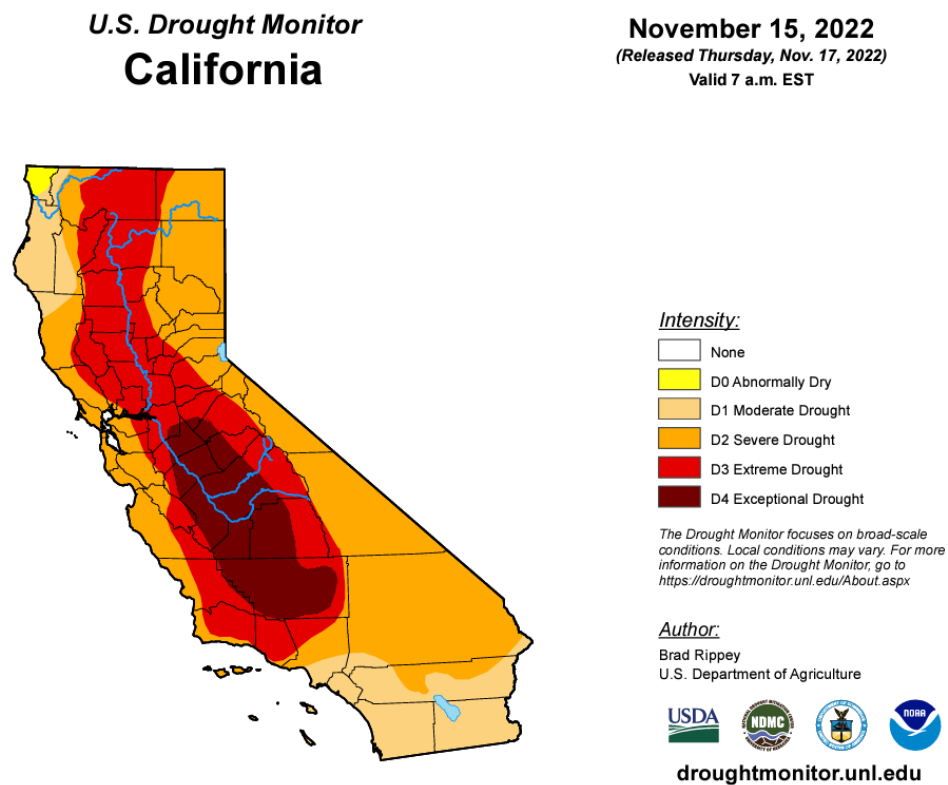 U.S. Drought Monitor
California
November 15, 2022
(Released Thursday, Nov. 17, 2022)
Valid 7 a.m. EST
Intensity:
None
D0 Abnormally Dry
D1 Moderate Drought
D2 Severe Drought
D3 Extreme Drought
D4 Exceptional Drought
The Drought Monitor focuses on broad-scale
conditions. Local conditions may vary. For more
information on the Drought Monitor, go to
https://droughtmonitor.unl.edu/About.aspx
Author:
Brad Rippey
U.S. Department of Agriculture
USDA
NDMC
NOAA
droughtmonitor.unl.edu